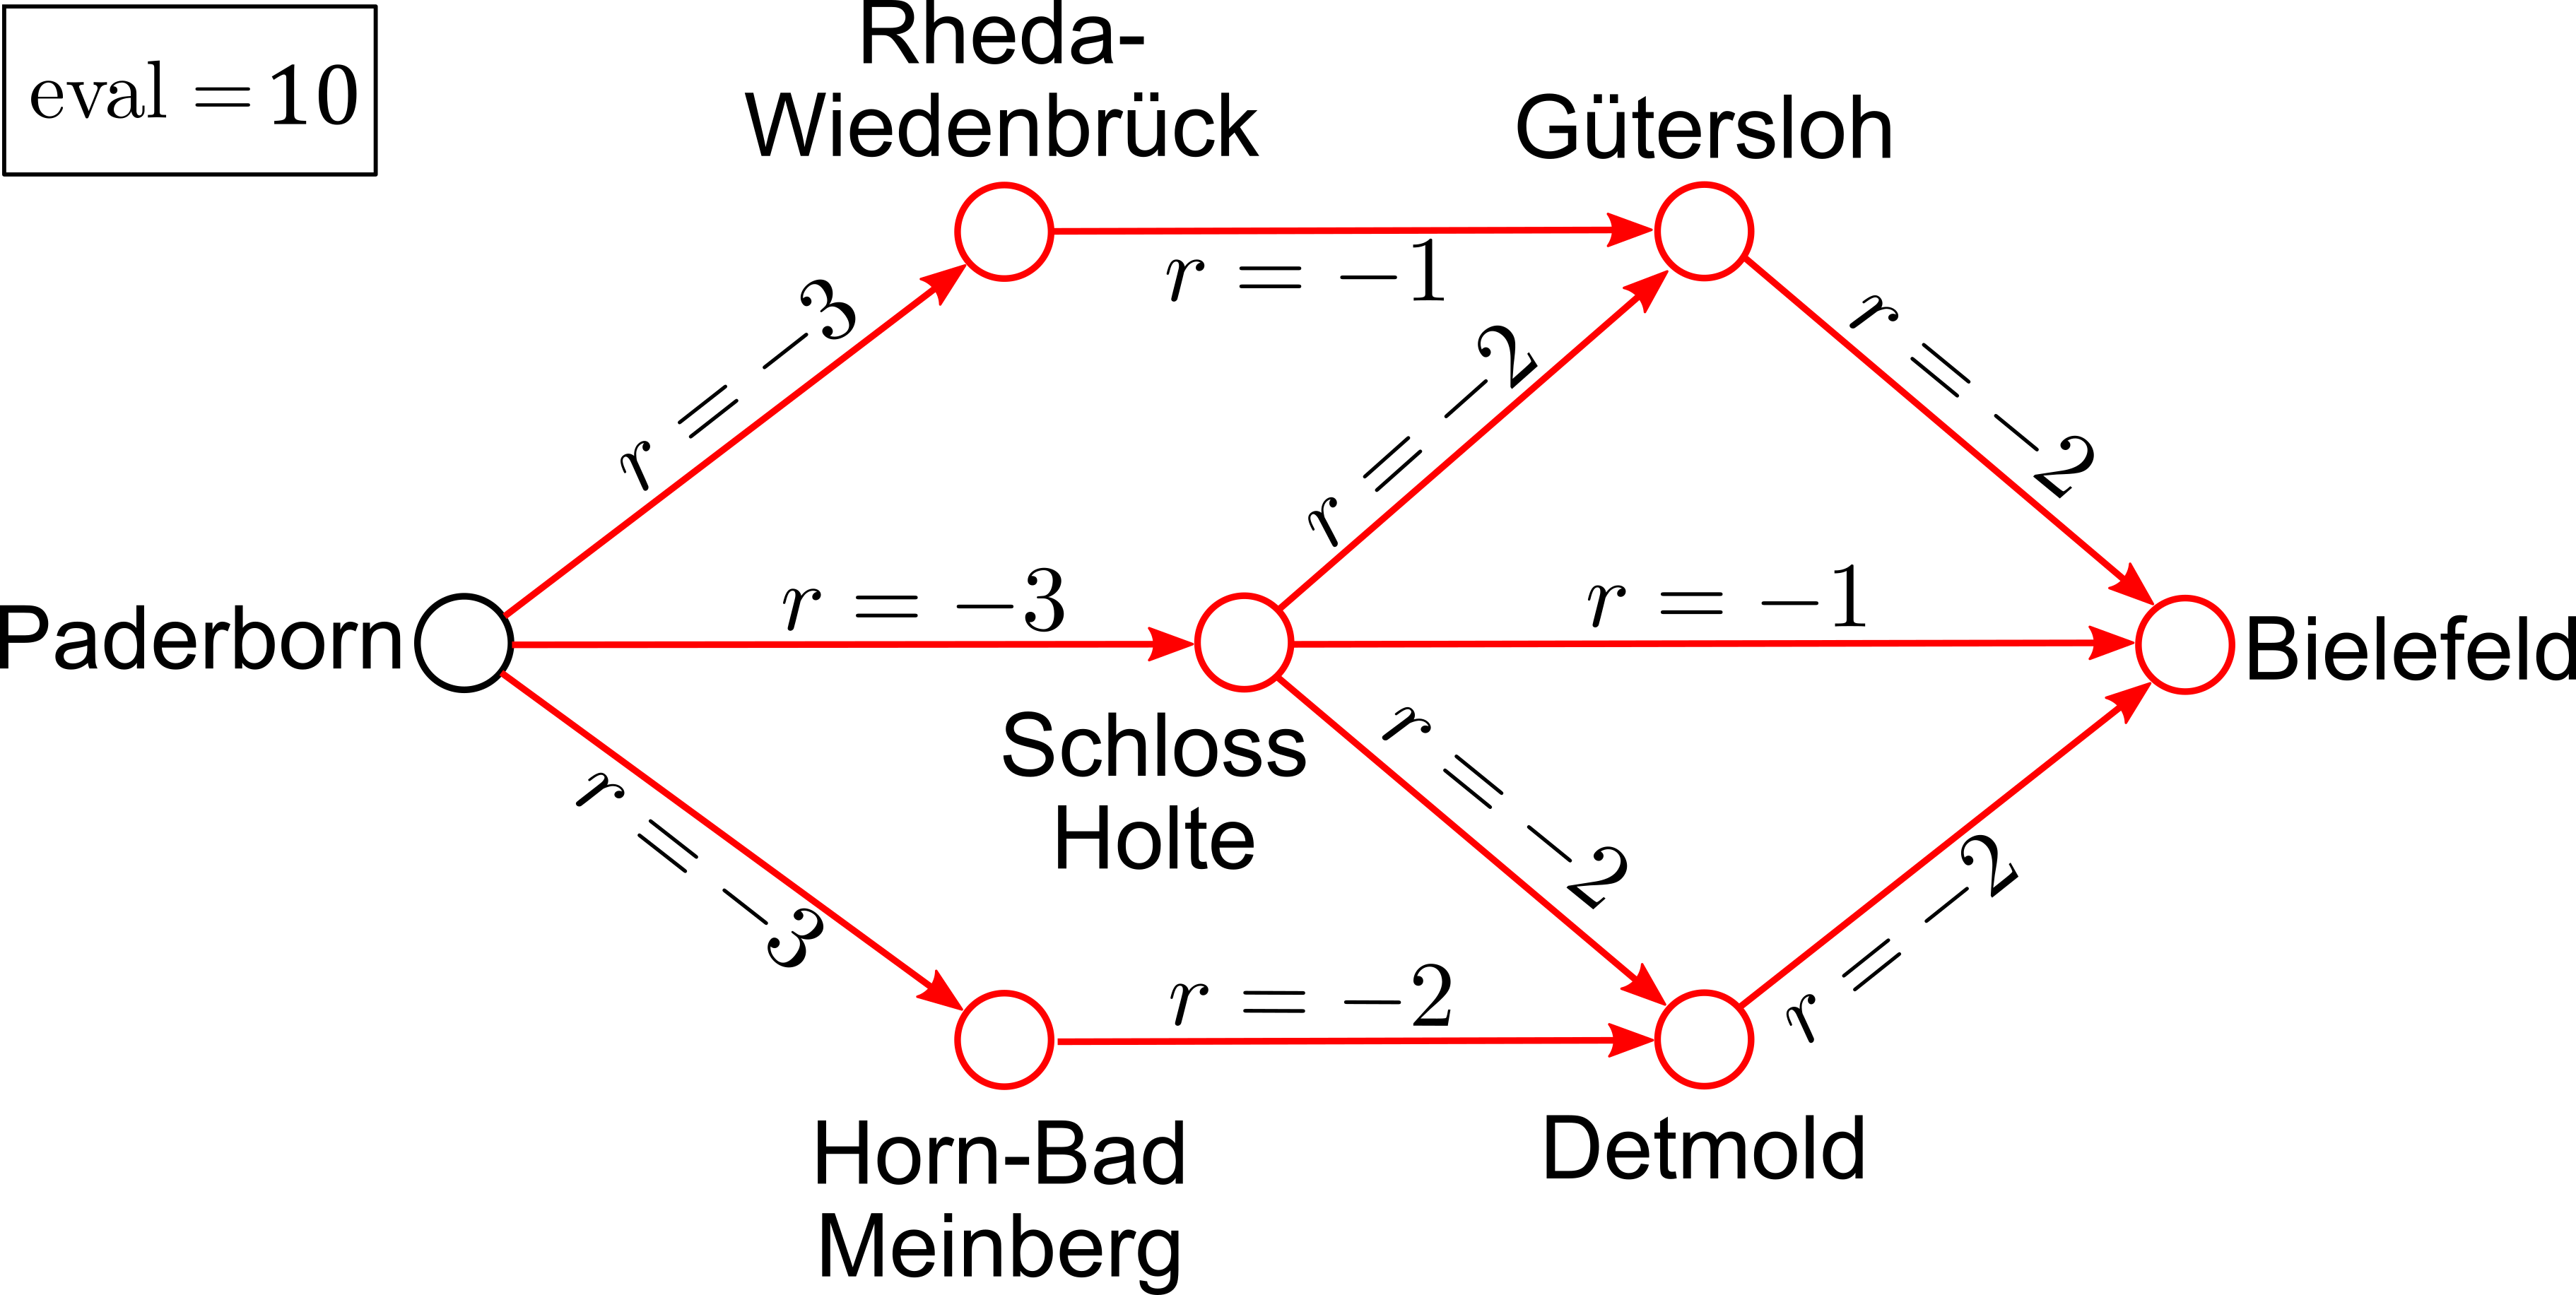 eval = 10
Rheda-
Wiedenbrück
Gütersloh
r = −3
r = −1
r = −2
r = −2
Paderborn
r = −3
r = −1
Bielefeld
Schloss
Holte
r = −3
r = −2
r = −2
r = −2
Horn-Bad
Meinberg
Detmold